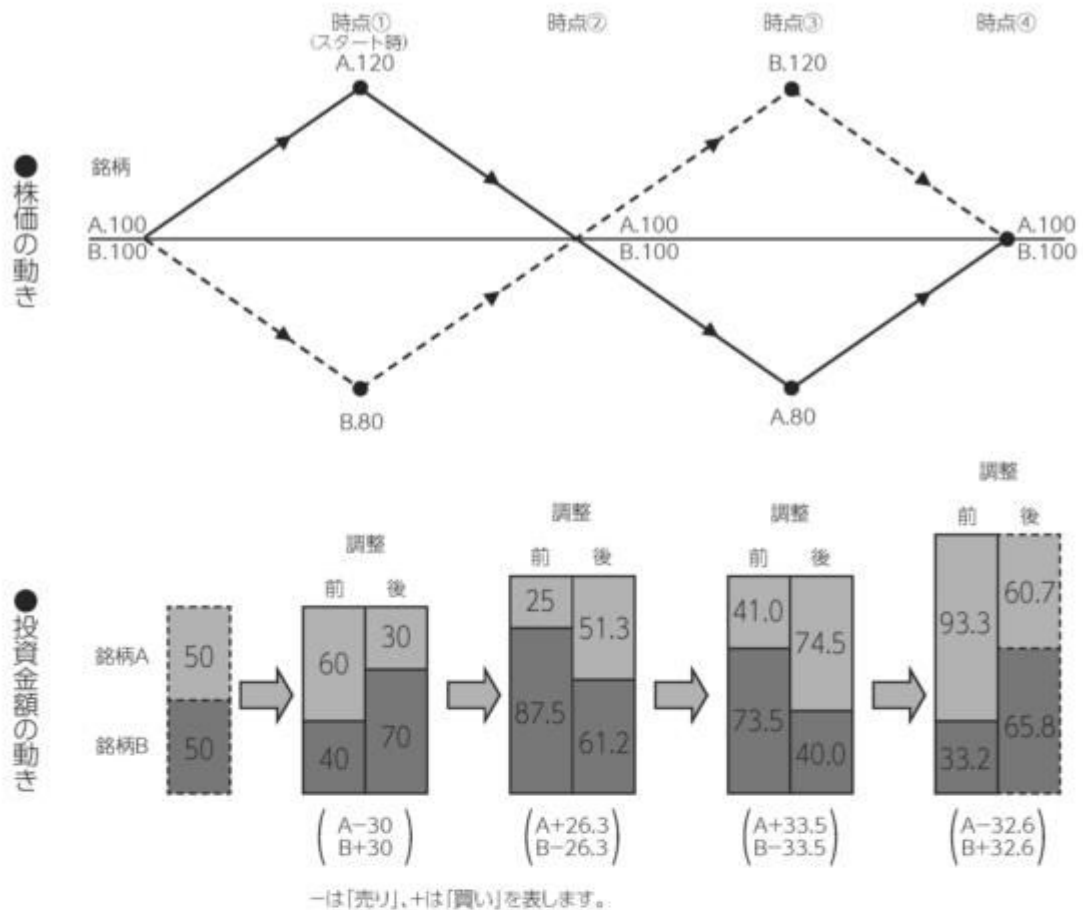 時点① 時点② 時点③ 時点④
(スタート時)
A.120 B.120
●株価の動き
銘柄
A.100 A.100 A.100
B.100 B.100 B.100
B.80 A.80
調整
調整 調整 前 後
調整 前 後 前 後
前 後
●投資金額の動き
銘柄A 50 60 30 25 51.3 41.0 74.5 93.3 60.7
銘柄B 50 40 70 87.5 61.2 73.5 40.0 33.2 65.8
(A-30 (A+26.3 (A+33.5 (A-32.6
B+30) B-26.3) B-33.5) B+32.6)
−は「売り」、+は「買い」を表します。